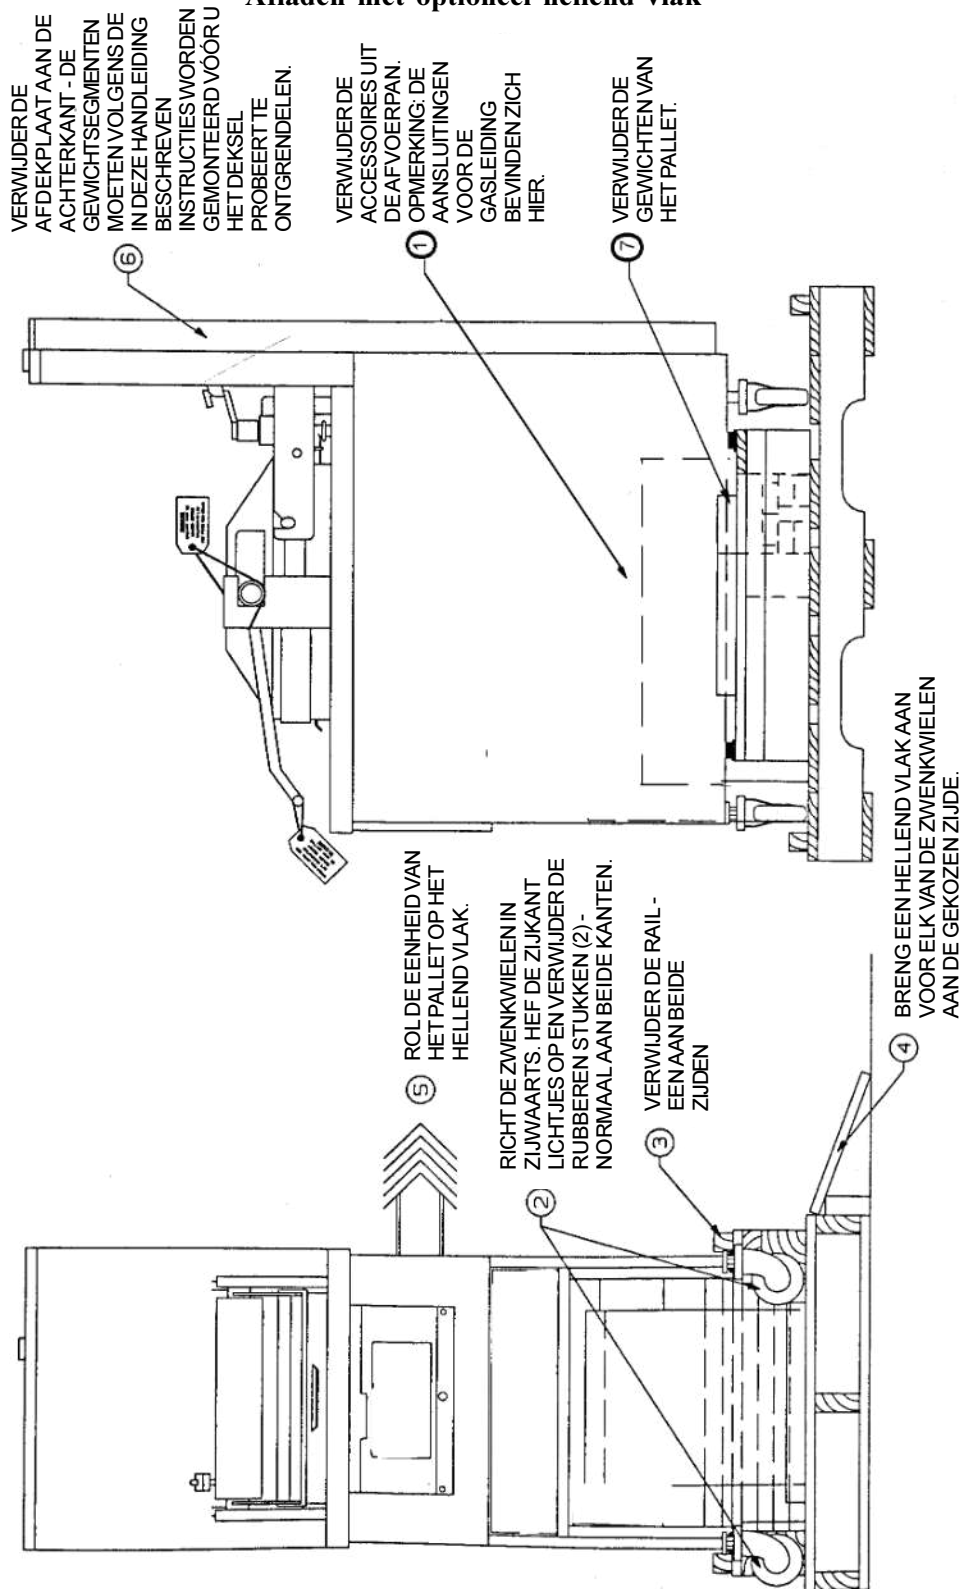 Afladen met optioneel hellend vlak
VERWIJDER DE
AFDEKPLAAT AAN DE
ACHTERKANT - DE
GEWICHTSEGMENTEN
MOETEN VOLGENS DE
IN DEZE HANDLEIDING
BESCHREVEN
INSTRUCTIES WORDEN
GEMONTEERD VÓÓR U
HET DEKSEL
PROBEERT TE
ONTGRENDELEN.
6
VERWIJDER DE
ACCESSOIRES UIT
DE AFVOERPAN.
OPMERKING: DE
AANSLUITINGEN
VOOR DE
GASLEIDING
BEVINDEN ZICH
HIER.
1
VERWIJDER DE
GEWICHTEN VAN
HET PALLET.
7
ROL DE EENHEID VAN
HET PALLET OP HET
HELLEND VLAK.
5
RICHT DE ZWENKWIELEN IN
ZIJWAARTS. HEF DE ZIJKANT
LICHTJES OP EN VERWIJDER DE
RUBBEREN STUKKEN (2) -
NORMAAL AAN BEIDE KANTEN.
2
VERWIJDER DE RAIL -
EEN AAN BEIDE
ZIJDEN
3
BRENG EEN HELLEND VLAK AAN
VOOR ELK VAN DE ZWENKWIELEN
AAN DE GEKOZEN ZIJDE.
4